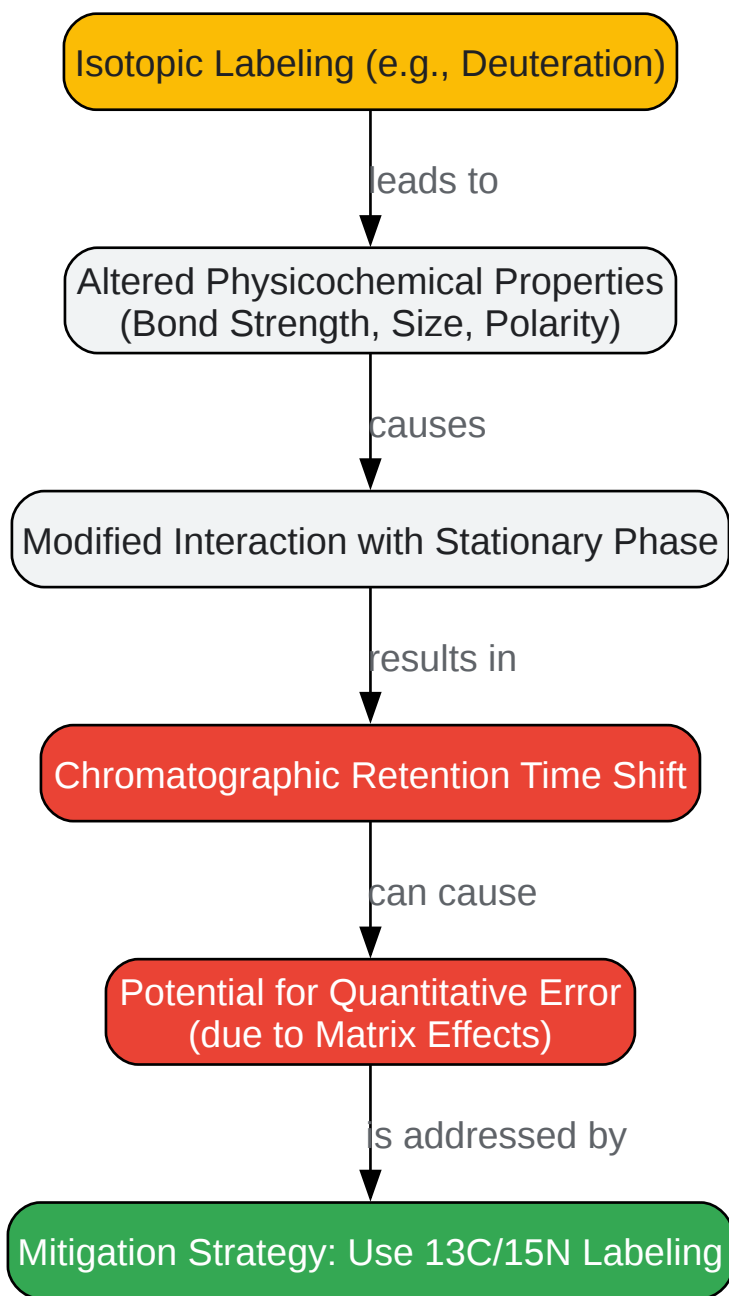 Isotopic Labeling (e.g., Deuteration)
leads to
Altered Physicochemical Properties
(Bond Strength, Size, Polarity)
causes
Modified Interaction with Stationary Phase
results in
Chromatographic Retention Time Shift
can cause
Potential for Quantitative Error
(due to Matrix Effects)
is addressed by
Mitigation Strategy: Use 13C/15N Labeling